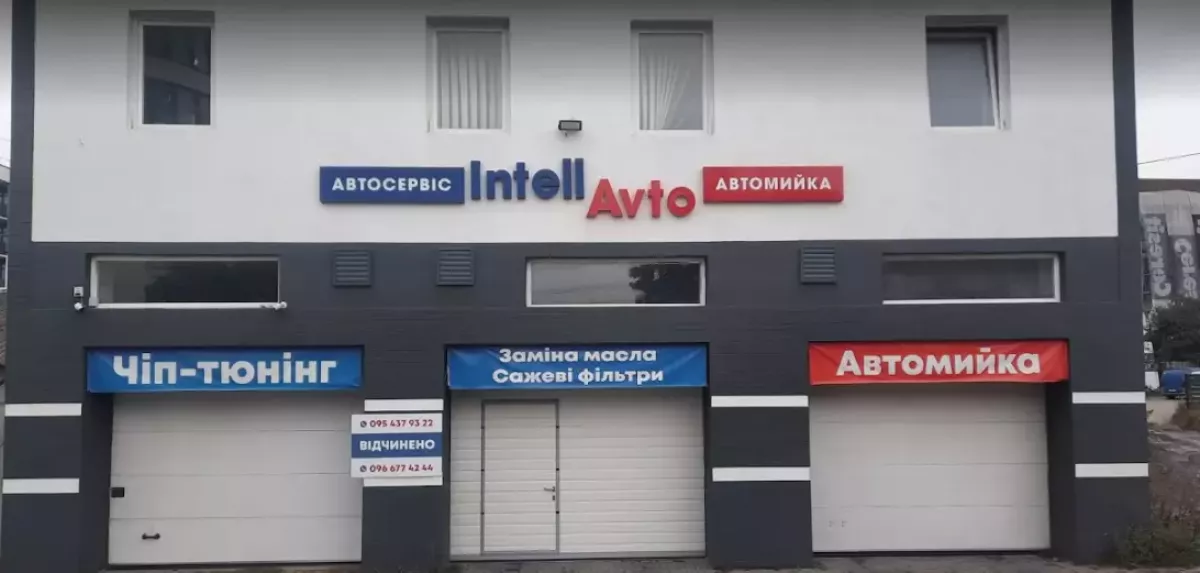 АВТОСЕРВІС
Intell
Avto
АВТОМИЙКА
Чіп-тюнінг
Заміна масла
Сажеві фільтри
Автомийка
095 437 93 22
ВІДЧИНЕНО
096 677 42 44